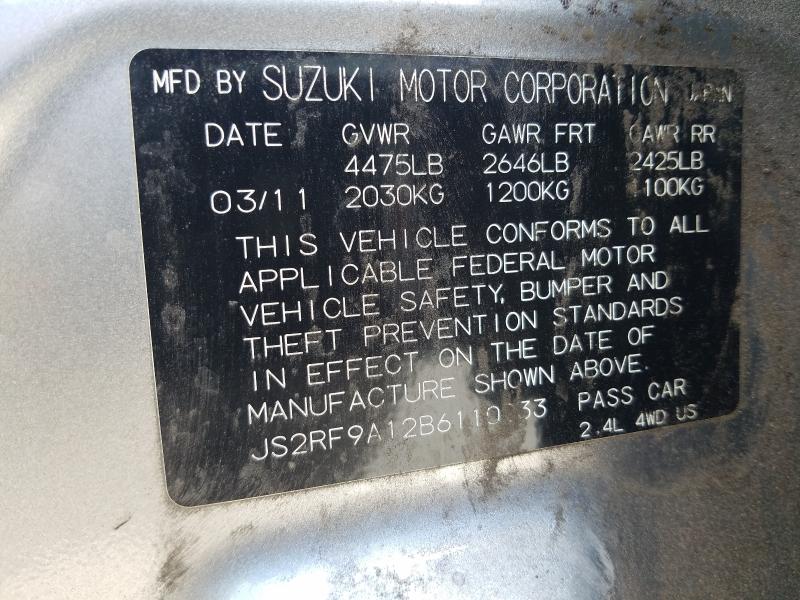 MFD BY SUZUKI MOTOR CORPORATION JAPAN
DATE GVWR GAWR FRT GAWR RR
4475LB 2646LB 2425LB
03/11 2030KG 1200KG 1100KG
THIS VEHICLE CONFORMS TO ALL
APPLICABLE FEDERAL MOTOR
VEHICLE SAFETY, BUMPER AND
THEFT PREVENTION STANDARDS
IN EFFECT ON THE DATE OF
MANUFACTURE SHOWN ABOVE.
PASS CAR
2.4L 4WD US